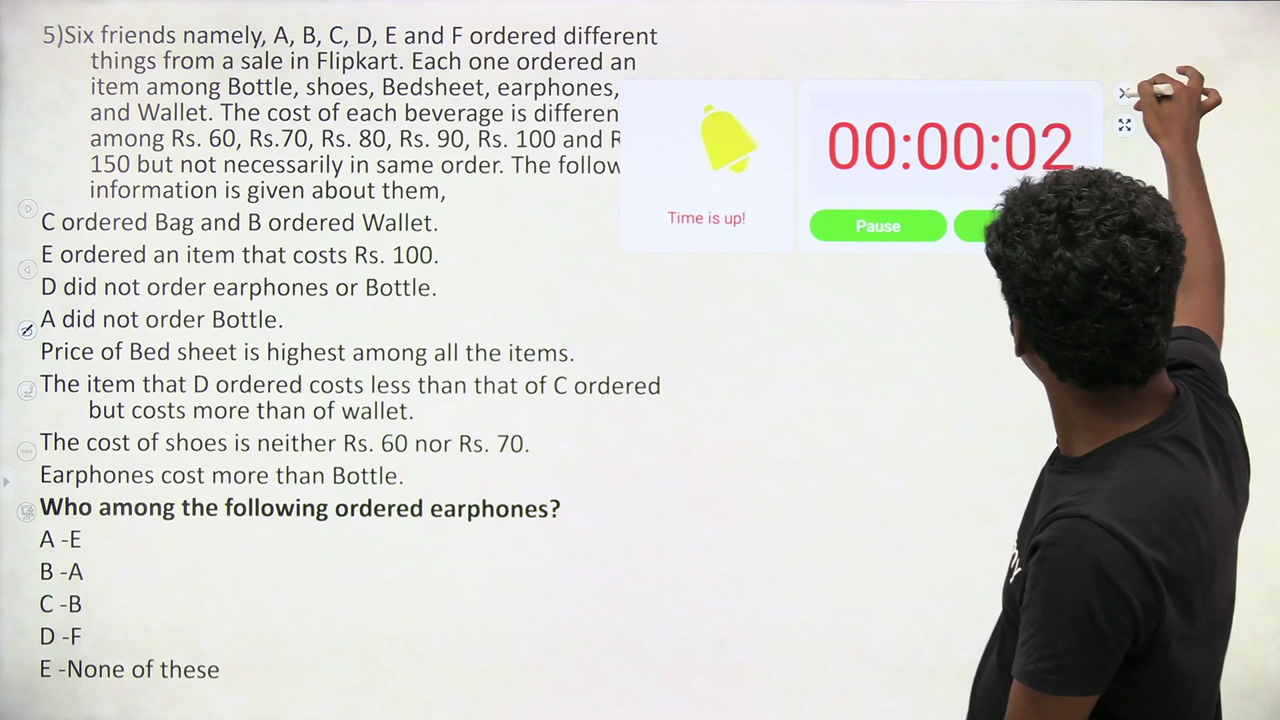 5)Six friends namely, A, B, C, D, E and F ordered different
things from a sale in Flipkart. Each one ordered an
item among Bottle, shoes, Bedsheet, earphones,
and Wallet. The cost of each beverage is differen
among Rs. 60, Rs.70, Rs. 80, Rs. 90, Rs. 100 and R
150 but not necessarily in same order. The follow
information is given about them,
C ordered Bag and B ordered Wallet.
E ordered an item that costs Rs. 100.
D did not order earphones or Bottle.
A did not order Bottle.
Price of Bed sheet is highest among all the items.
The item that D ordered costs less than that of C ordered
but costs more than of wallet.
The cost of shoes is neither Rs. 60 nor Rs. 70.
Earphones cost more than Bottle.
Who among the following ordered earphones?
A -E
B -A
C -B
D -F
E -None of these
Time is up!
00:00:02
Pause